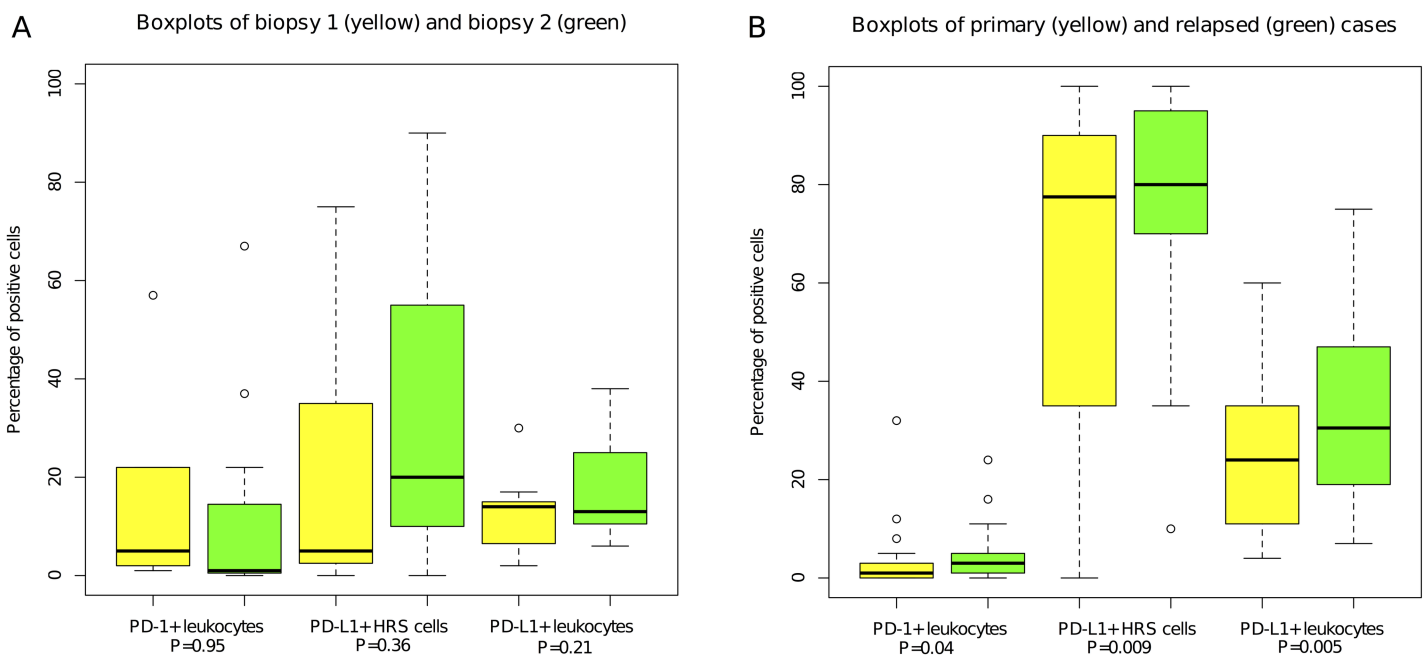 A
Boxplots of biopsy 1 (yellow) and biopsy 2 (green)
Percentage of positive cells
100
80
60
40
20
0
PD-1+leukocytes
P=0.95
PD-L1+HRS cells
P=0.36
PD-L1+leukocytes
P=0.21
B
Boxplots of primary (yellow) and relapsed (green) cases
Percentage of positive cells
100
80
60
40
20
0
PD-1+leukocytes
P=0.04
PD-L1+HRS cells
P=0.009
PD-L1+leukocytes
P=0.005